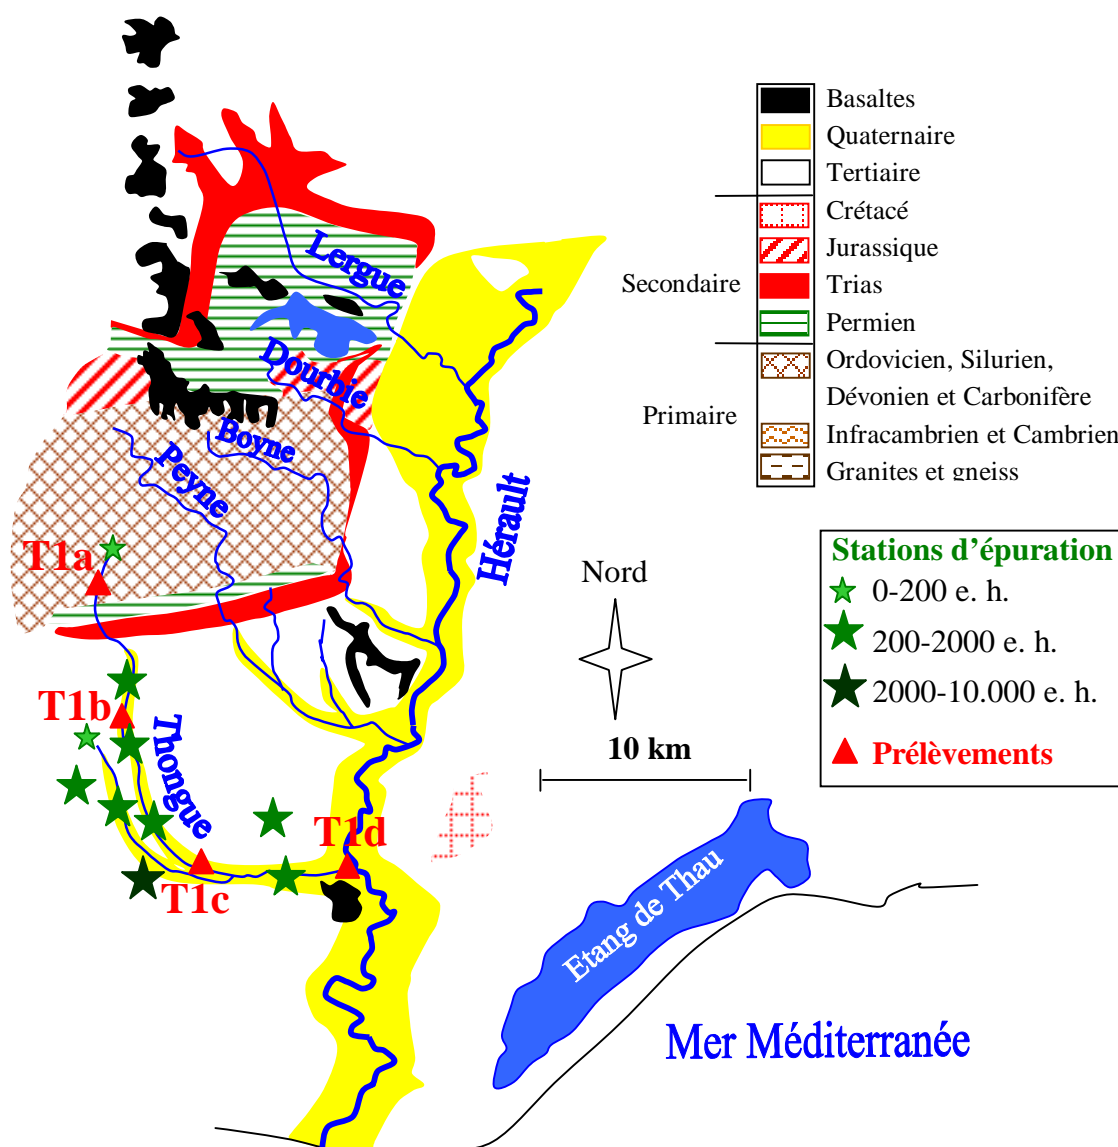 Basaltes
Quaternaire
Tertiaire
Crétacé
Jurassique
Secondaire
Trias
Permien
Ordovicien, Silurien,
Dévonien et Carbonifère
Primaire
Infracambrien et Cambrien
Granites et gneiss
Lergue
Dourbie
Boyne
Peyne
Hérault
T1a
Nord
Stations d'épuration
0-200 e. h.
200-2000 e. h.
2000-10.000 e. h.
Prélèvements
T1b
Thongue
10 km
T1d
T1c
Etang de Thau
Mer Méditerranée